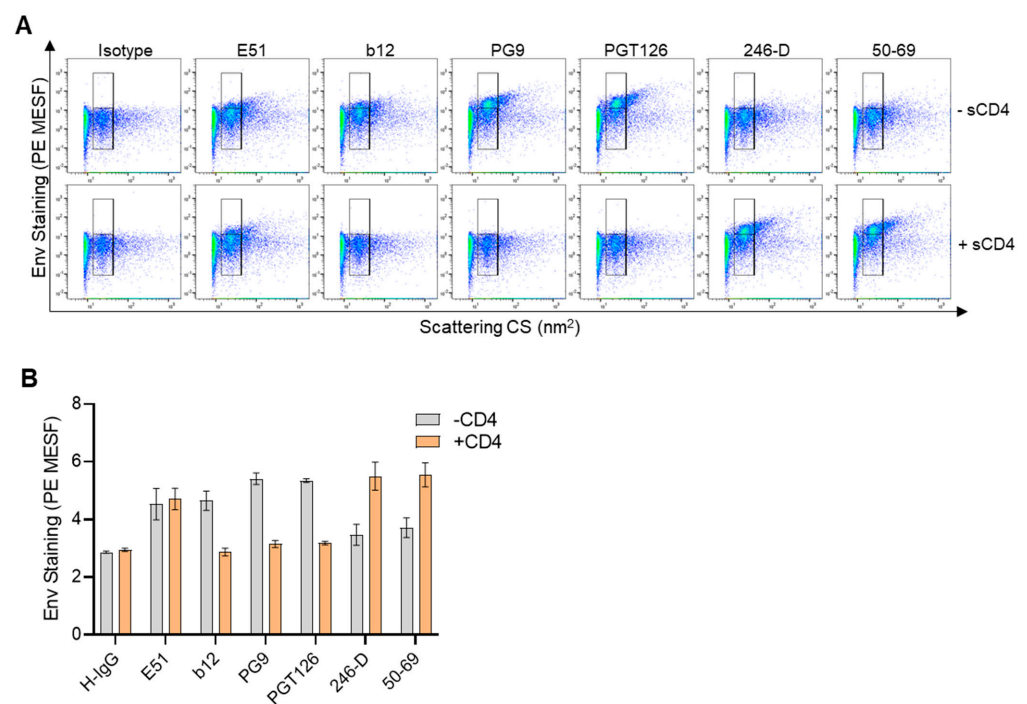 A
Isotype E51 b12 PG9 PGT126 246-D 50-69
- sCD4
+ sCD4
Env Staining (PE MESF)
Scattering CS (nm²)
B
8
6
4
2
0
Env Staining (PE MESF)
-CD4
+CD4
H-IgG E51 b12 PG9 PGT126 246-D 50-69